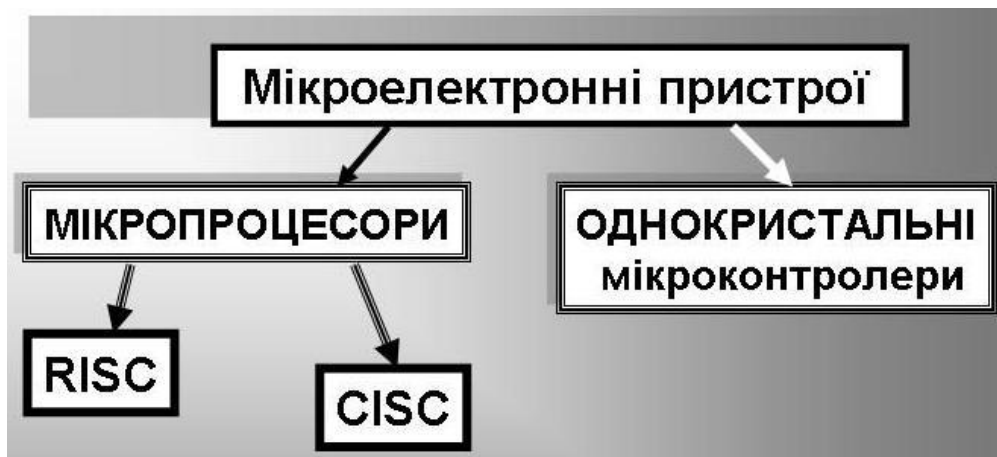 Мікроелектронні пристрої
МІКРОПРОЦЕСОРИ
ОДНОКРИСТАЛЬНІ
мікроконтролери
RISC
CISC